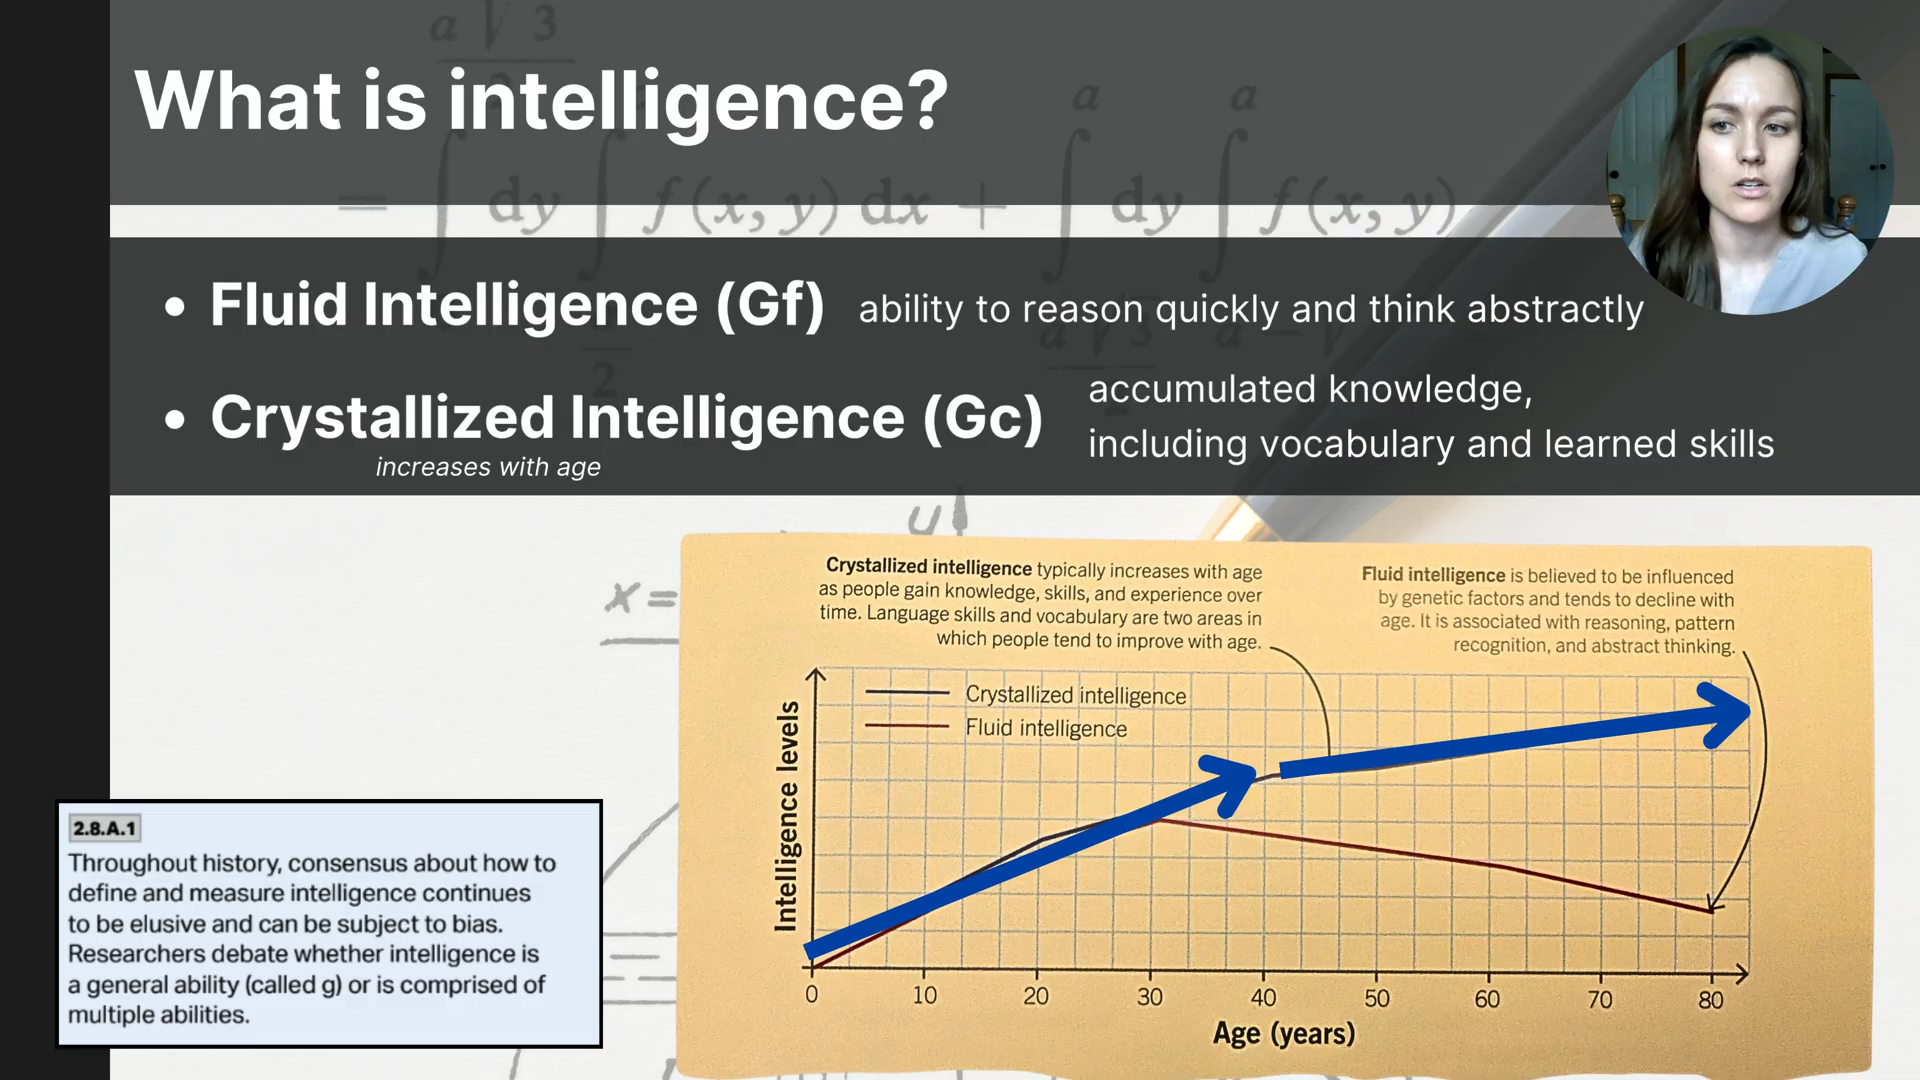 What is intelligence?
• Fluid Intelligence (Gf) ability to reason quickly and think abstractly
• Crystallized Intelligence (Gc)
increases with age
accumulated knowledge,
including vocabulary and learned skills
a√3
2
a a
= ∫ dy ∫ f(x, y) dx + ∫ dy ∫ f(x, y)
2
x =
Crystallized intelligence typically increases with age
as people gain knowledge, skills, and experience over
time. Language skills and vocabulary are two areas in
which people tend to improve with age.
Fluid intelligence is believed to be influenced
by genetic factors and tends to decline with
age. It is associated with reasoning, pattern
recognition, and abstract thinking.
Crystallized intelligence
Fluid intelligence
Intelligence levels
0 10 20 30 40 50 60 70 80
Age (years)
2.8.A.1
Throughout history, consensus about how to
define and measure intelligence continues
to be elusive and can be subject to bias.
Researchers debate whether intelligence is
a general ability (called g) or is comprised of
multiple abilities.